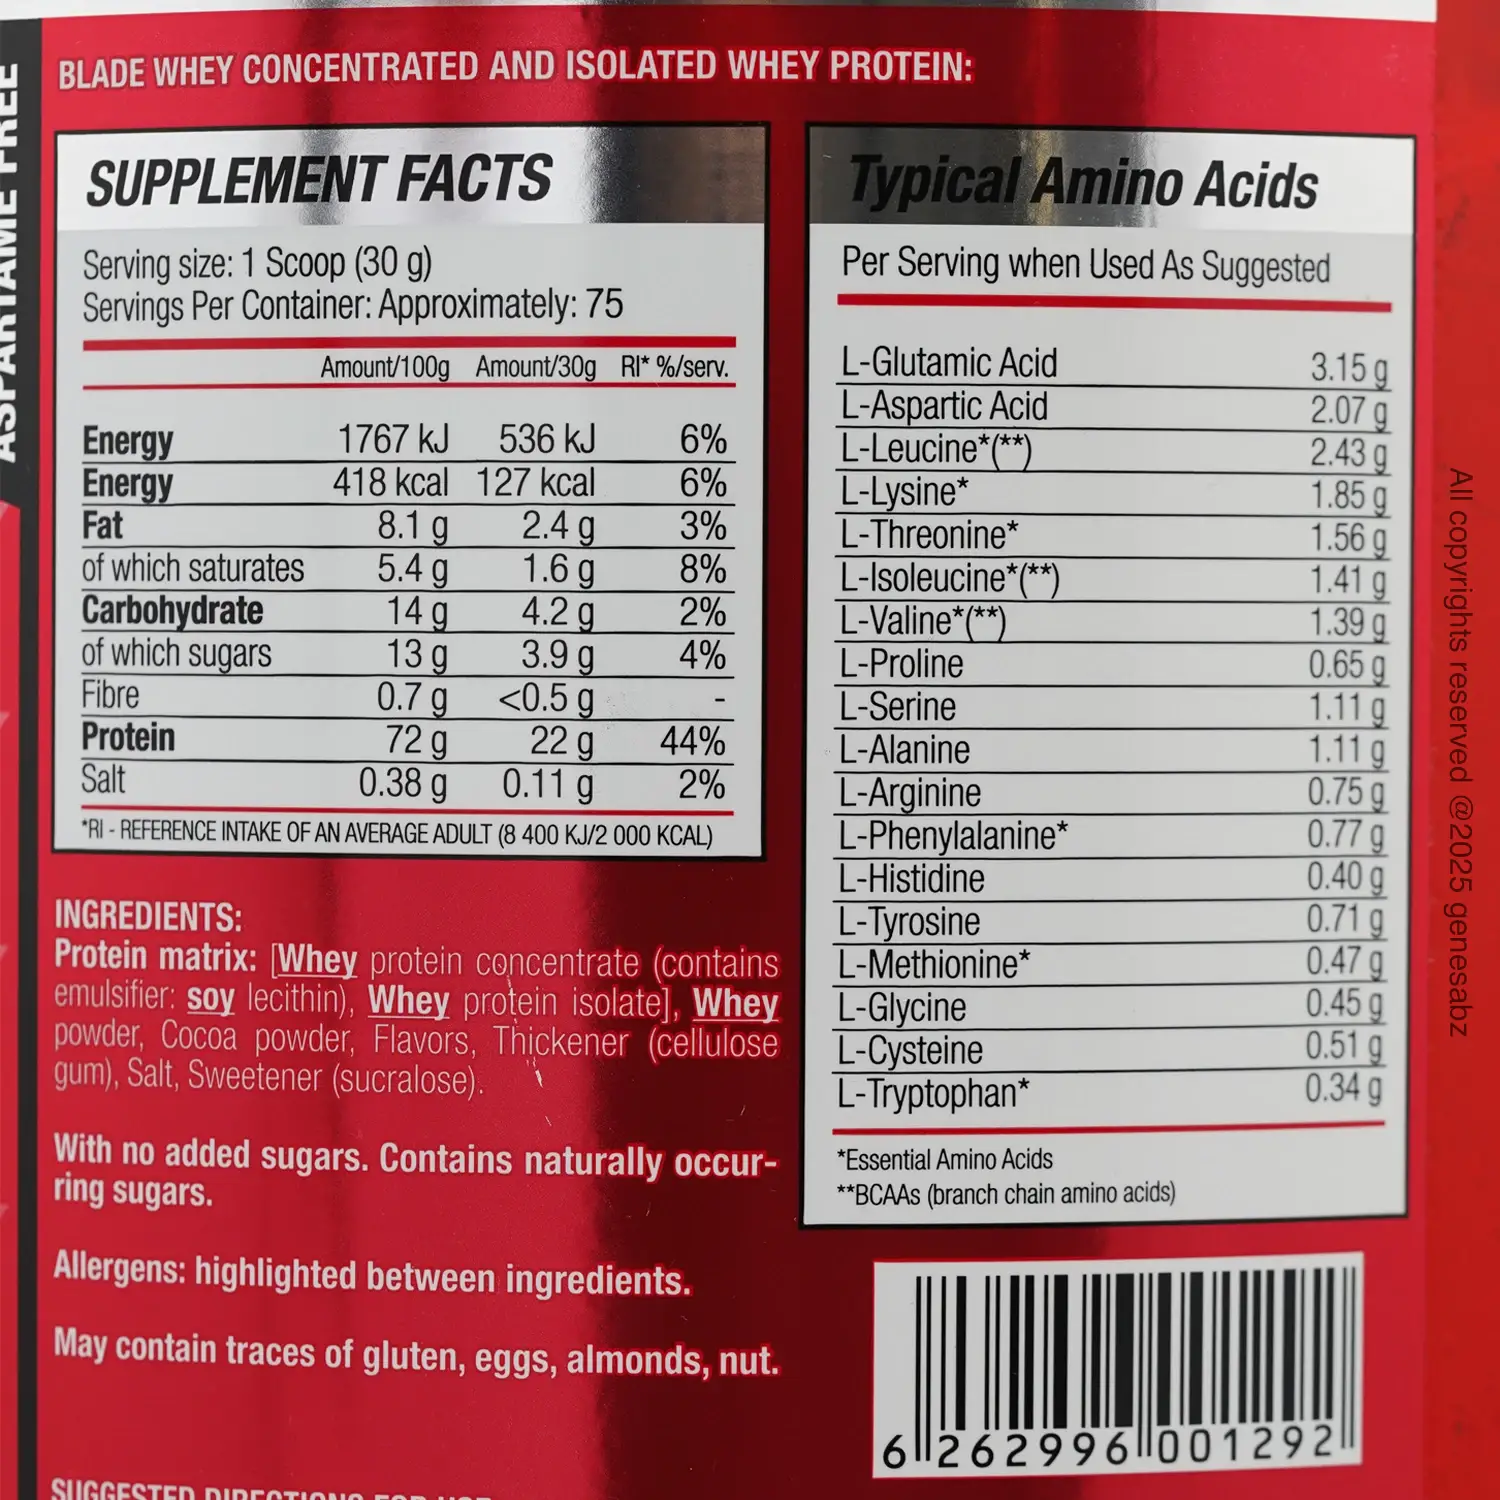 ASPARTAME FREE
BLADE WHEY CONCENTRATED AND ISOLATED WHEY PROTEIN:
SUPPLEMENT FACTS
Serving size: 1 Scoop (30 g)
Servings Per Container: Approximately: 75
Amount/100g Amount/30g RI* %/serv.
Energy 1767 kJ 536 kJ 6%
Energy 418 kcal 127 kcal 6%
Fat 8.1 g 2.4 g 3%
of which saturates 5.4 g 1.6 g 8%
Carbohydrate 14 g 4.2 g 2%
of which sugars 13 g 3.9 g 4%
Fibre 0.7 g <0.5 g -
Protein 72 g 22 g 44%
Salt 0.38 g 0.11 g 2%
*RI - REFERENCE INTAKE OF AN AVERAGE ADULT (8 400 KJ/2 000 KCAL)
INGREDIENTS:
Protein matrix: [Whey protein concentrate (contains
emulsifier: soy lecithin), Whey protein isolate], Whey
powder, Cocoa powder, Flavors, Thickener (cellulose
gum), Salt, Sweetener (sucralose).
With no added sugars. Contains naturally occur-
ring sugars.
Allergens: highlighted between ingredients.
May contain traces of gluten, eggs, almonds, nut.
SUGGESTED DIRECTIONS FOR USE
Typical Amino Acids
Per Serving when Used As Suggested
L-Glutamic Acid 3.15 g
L-Aspartic Acid 2.07 g
L-Leucine*(**) 2.43 g
L-Lysine* 1.85 g
L-Threonine* 1.56 g
L-Isoleucine*(**) 1.41 g
L-Valine*(**) 1.39 g
L-Proline 0.65 g
L-Serine 1.11 g
L-Alanine 1.11 g
L-Arginine 0.75 g
L-Phenylalanine* 0.77 g
L-Histidine 0.40 g
L-Tyrosine 0.71 g
L-Methionine* 0.47 g
L-Glycine 0.45 g
L-Cysteine 0.51 g
L-Tryptophan* 0.34 g
*Essential Amino Acids
**BCAAs (branch chain amino acids)
6 262996 001292
All copyrights reserved @2025 genesabz